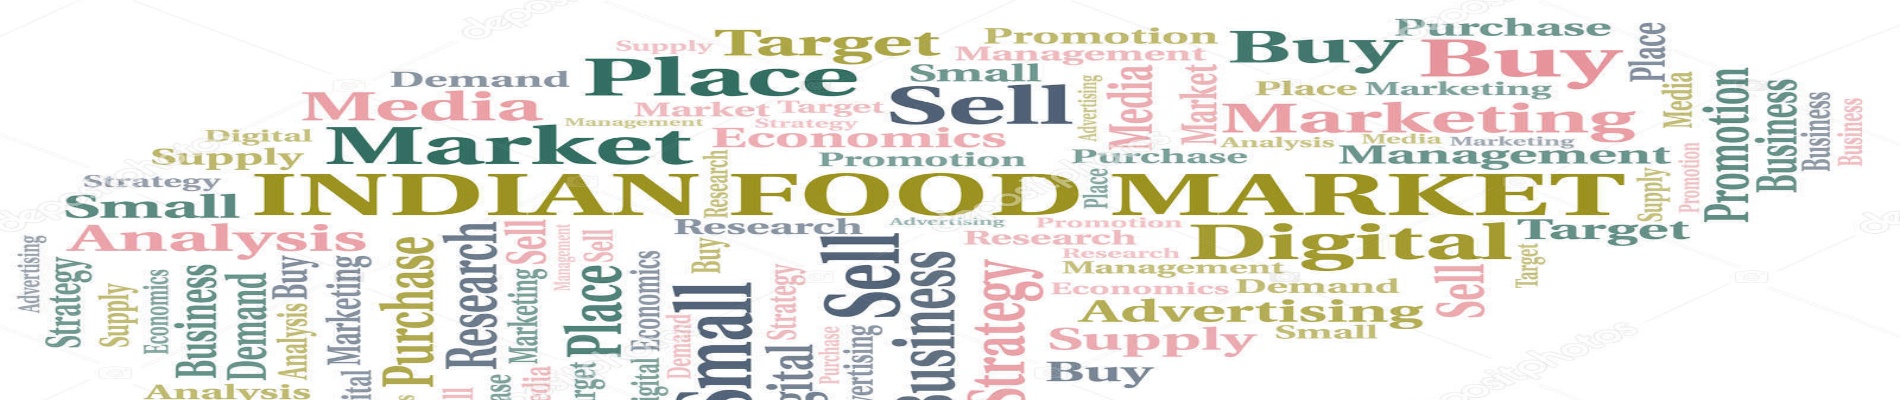 Purchase
Supply Target Promotion Buy Buy Place
Management
Demand Place Small Media Market Media Promotion
Media Market Target Sell Advertising Place Marketing Business
Management Strategy Marketing Business
Digital Market Economics Analysis Media Marketing Business
Supply Research Promotion Purchase Management
Strategy INDIAN FOOD MARKET Place Supply Promotion
Small
Research Advertising Promotion Digital Target
Analysis Sell Management Sell Research
Advertising Strategy Buy Purchase Research Buy Sell Research Target
Supply Economics Business Demand Analysis Marketing Marketing Place Economics Management Sell
Small Strategy Business Strategy Economics Demand
Demand Purchase Advertising
Supply Small
Buy
Analysis